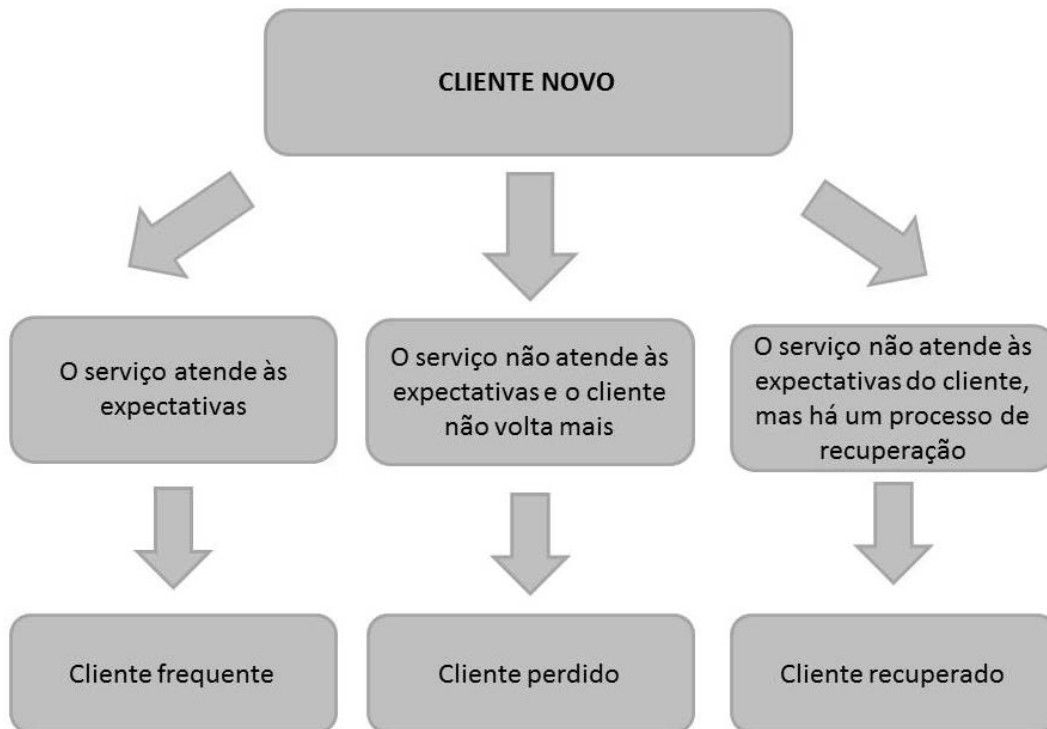 CLIENTE NOVO
O serviço atende às
expectativas
O serviço não atende às
expectativas e o cliente
não volta mais
O serviço não atende às
expectativas do cliente,
mas há um processo de
recuperação
Cliente frequente
Cliente perdido
Cliente recuperado